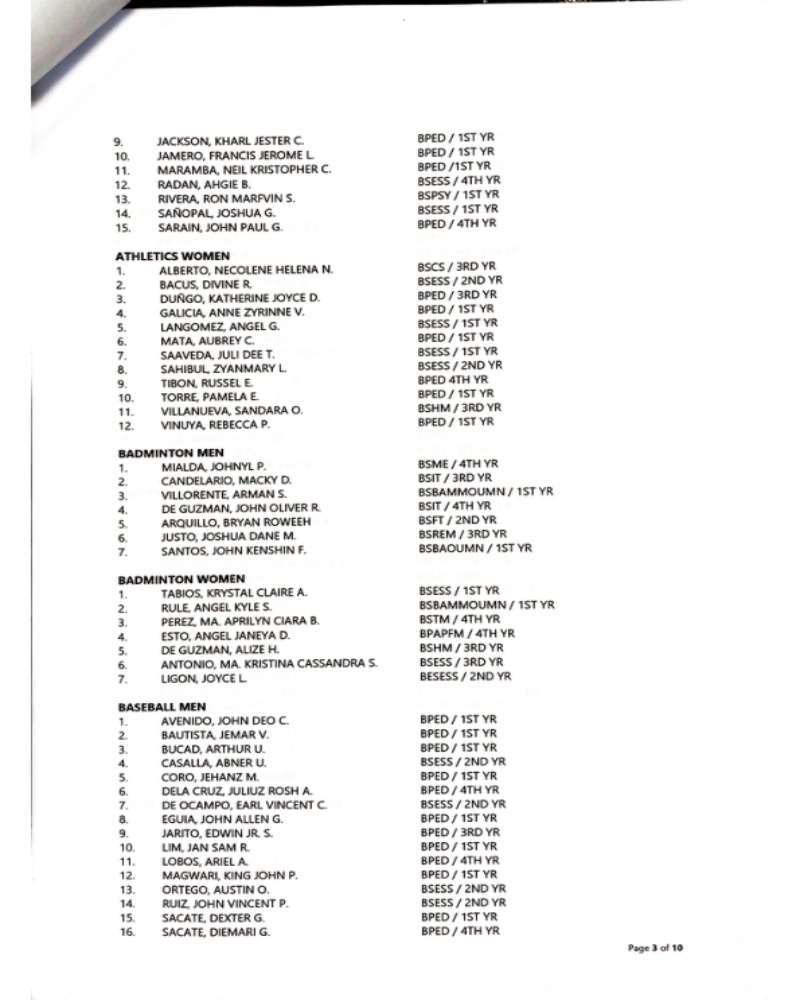 9. JACKSON, KHARL JESTER C. BPED / 1ST YR
10. JAMERO, FRANCIS JEROME L. BPED / 1ST YR
11. MARAMBA, NEIL KRISTOPHER C. BPED /1ST YR
12. RADAN, AHGIE B. BSESS / 4TH YR
13. RIVERA, RON MARFVIN S. BSPSY / 1ST YR
14. SAÑOPAL, JOSHUA G. BSESS / 1ST YR
15. SARAIN, JOHN PAUL G. BPED / 4TH YR
ATHLETICS WOMEN
1. ALBERTO, NECOLENE HELENA N. BSCS / 3RD YR
2. BACUS, DIVINE R. BSESS / 2ND YR
3. DUÑGO, KATHERINE JOYCE D. BPED / 3RD YR
4. GALICIA, ANNE ZYRINNE V. BPED / 1ST YR
5. LANGOMEZ, ANGEL G. BSESS / 1ST YR
6. MATA, AUBREY C. BPED / 1ST YR
7. SAAVEDA, JULI DEE T. BSESS / 1ST YR
8. SAHIBUL, ZYANMARY L. BSESS / 2ND YR
9. TIBON, RUSSEL E. BPED 4TH YR
10. TORRE, PAMELA E. BPED / 1ST YR
11. VILLANUEVA, SANDARA O. BSHM / 3RD YR
12. VINUYA, REBECCA P. BPED / 1ST YR
BADMINTON MEN
1. MIALDA, JOHNYL P. BSME / 4TH YR
2. CANDELARIO, MACKY D. BSIT / 3RD YR
3. VILLORENTE, ARMAN S. BSBAMMOUMN / 1ST YR
4. DE GUZMAN, JOHN OLIVER R. BSIT / 4TH YR
5. ARQUILLO, BRYAN ROWEEH BSFT / 2ND YR
6. JUSTO, JOSHUA DANE M. BSREM / 3RD YR
7. SANTOS, JOHN KENSHIN F. BSBAOUMN / 1ST YR
BADMINTON WOMEN
1. TABIOS, KRYSTAL CLAIRE A. BSESS / 1ST YR
2. RULE, ANGEL KYLE S. BSBAMMOUMN / 1ST YR
3. PEREZ, MA. APRILYN CIARA B. BSTM / 4TH YR
4. ESTO, ANGEL JANEYA D. BPAPFM / 4TH YR
5. DE GUZMAN, ALIZE H. BSHM / 3RD YR
6. ANTONIO, MA. KRISTINA CASSANDRA S. BSESS / 3RD YR
7. LIGON, JOYCE L. BESESS / 2ND YR
BASEBALL MEN
1. AVENIDO, JOHN DEO C. BPED / 1ST YR
2. BAUTISTA, JEMAR V. BPED / 1ST YR
3. BUCAD, ARTHUR U. BPED / 1ST YR
4. CASALLA, ABNER U. BSESS / 2ND YR
5. CORO, JEHANZ M. BPED / 1ST YR
6. DELA CRUZ, JULIUZ ROSH A. BPED / 4TH YR
7. DE OCAMPO, EARL VINCENT C. BSESS / 2ND YR
8. EGUIA, JOHN ALLEN G. BPED / 1ST YR
9. JARITO, EDWIN JR. S. BPED / 3RD YR
10. LIM, JAN SAM R. BPED / 1ST YR
11. LOBOS, ARIEL A. BPED / 4TH YR
12. MAGWARI, KING JOHN P. BPED / 1ST YR
13. ORTEGO, AUSTIN O. BSESS / 2ND YR
14. RUIZ, JOHN VINCENT P. BSESS / 2ND YR
15. SACATE, DEXTER G. BPED / 1ST YR
16. SACATE, DIEMARI G. BPED / 4TH YR
Page 3 of 10